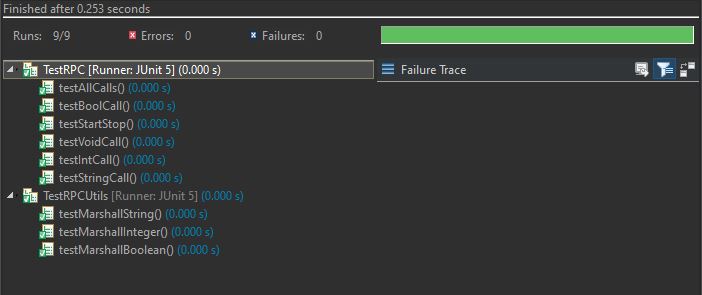 Finished after 0.253 seconds
Runs: 9/9 Errors: 0 Failures: 0
TestRPC [Runner: JUnit 5] (0.000 s)
Failure Trace
testAllCalls() (0.000 s)
testBoolCall() (0.000 s)
testStartStop() (0.000 s)
testVoidCall() (0.000 s)
testIntCall() (0.000 s)
testStringCall() (0.000 s)
TestRPCUtils [Runner: JUnit 5] (0.000 s)
testMarshallString() (0.000 s)
testMarshallInteger() (0.000 s)
testMarshallBoolean() (0.000 s)